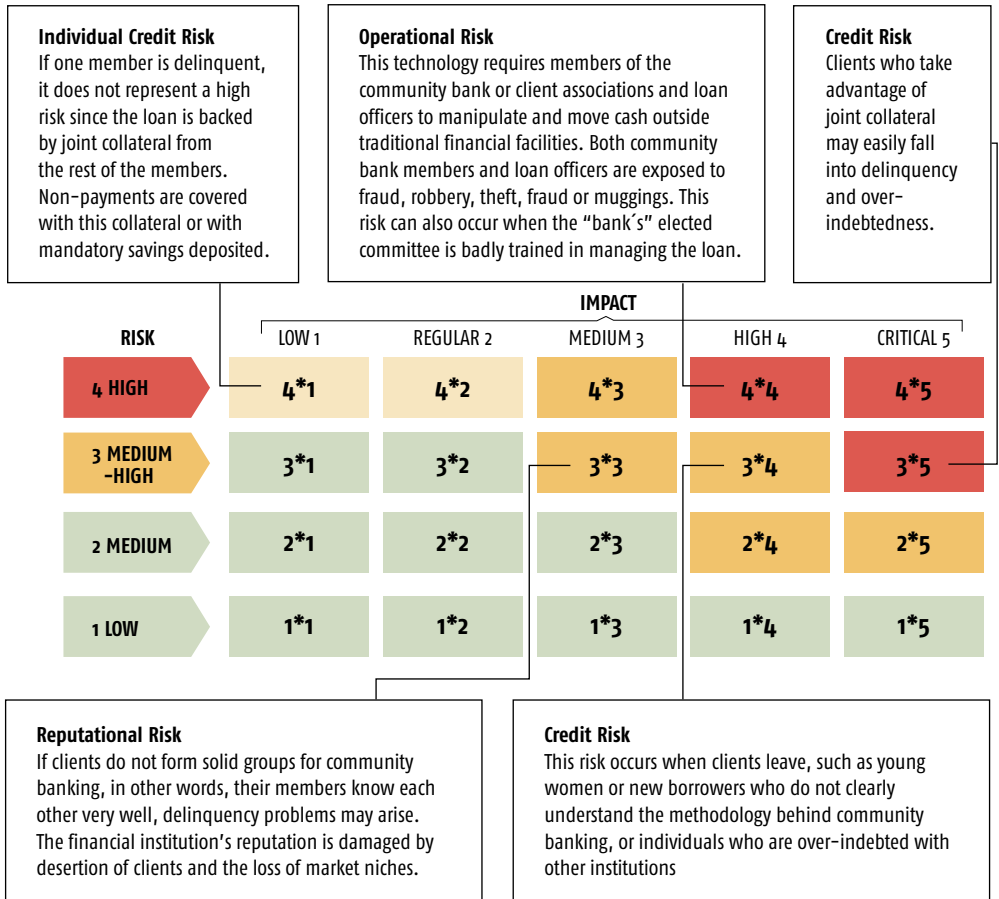 Individual Credit Risk
If one member is delinquent,
it does not represent a high
risk since the loan is backed
by joint collateral from
the rest of the members.
Non-payments are covered
with this collateral or with
mandatory savings deposited.
Operational Risk
This technology requires members of the
community bank or client associations and loan
officers to manipulate and move cash outside
traditional financial facilities. Both community
bank members and loan officers are exposed to
fraud, robbery, theft, fraud or muggings. This
risk can also occur when the “bank´s” elected
committee is badly trained in managing the loan.
Credit Risk
Clients who take
advantage of
joint collateral
may easily fall
into delinquency
and over-
indebtedness.
IMPACT
RISK LOW 1 REGULAR 2 MEDIUM 3 HIGH 4 CRITICAL 5
4 HIGH 4*1 4*2 4*3 4*4 4*5
3 MEDIUM
-HIGH 3*1 3*2 3*3 3*4 3*5
2 MEDIUM 2*1 2*2 2*3 2*4 2*5
1 LOW 1*1 1*2 1*3 1*4 1*5
Reputational Risk
If clients do not form solid groups for community
banking, in other words, their members know each
other very well, delinquency problems may arise.
The financial institution’s reputation is damaged by
desertion of clients and the loss of market niches.
Credit Risk
This risk occurs when clients leave, such as young
women or new borrowers who do not clearly
understand the methodology behind community
banking, or individuals who are over-indebted with
other institutions